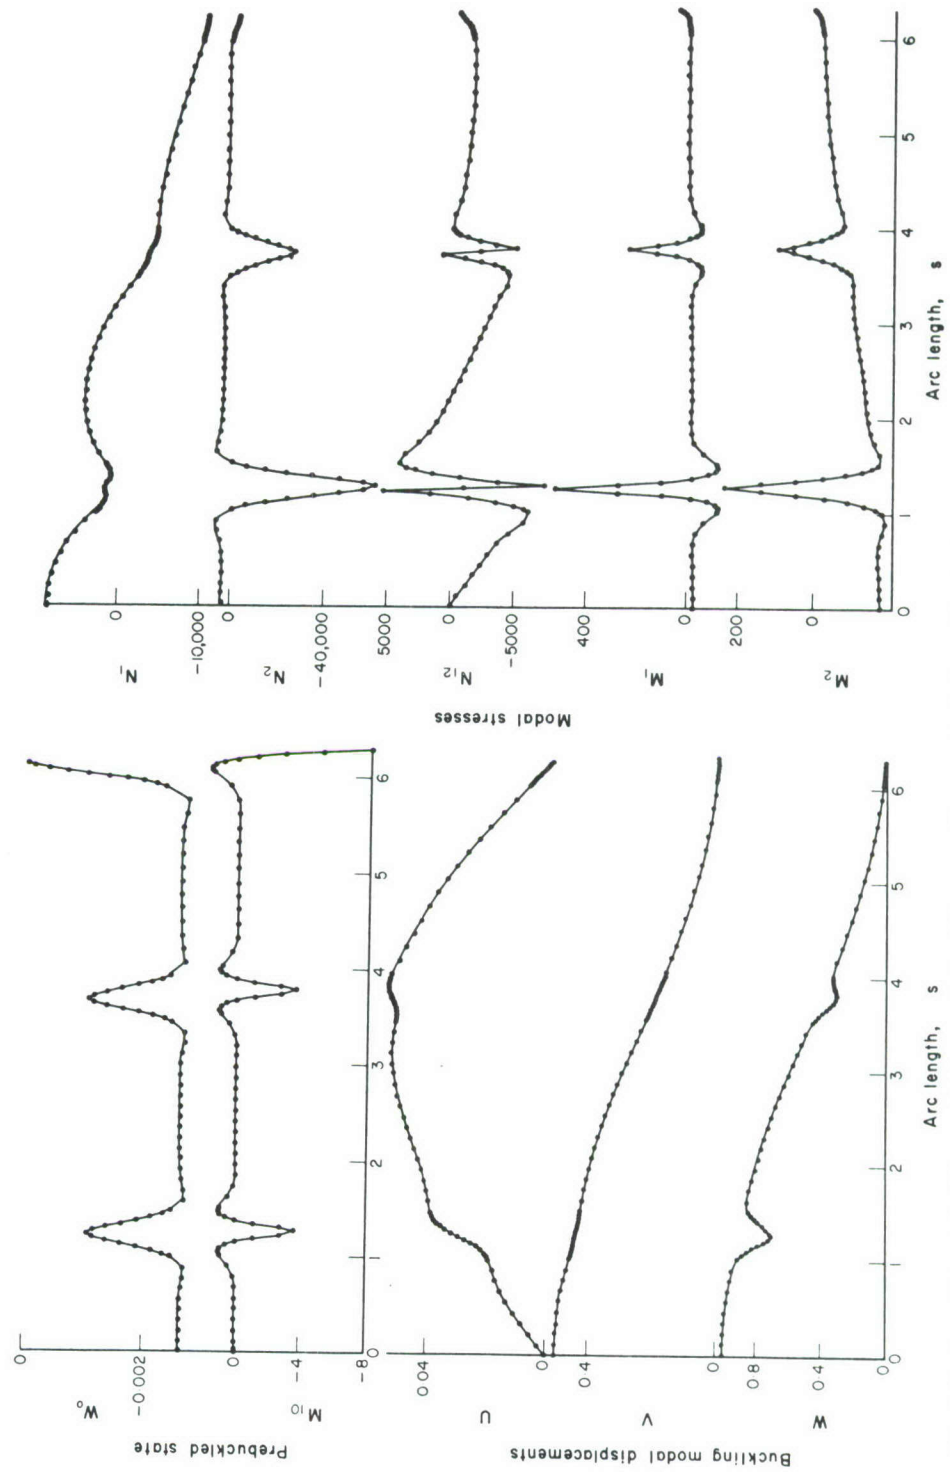 Prebuckled state
W₀
0
-0.002
M₁₀
0
-4
-8
0
1
2
3
4
5
6
Buckling modal displacements
U
0.04
0
V
0.4
0
W
0.8
0.4
0
0
1
2
3
4
5
6
Arc length, s
Modal stresses
N₁
0
-10,000
N₂
0
-40,000
N₁₂
5000
0
-5000
M₁
400
0
M₂
200
0
0
1
2
3
4
5
6
Arc length, s